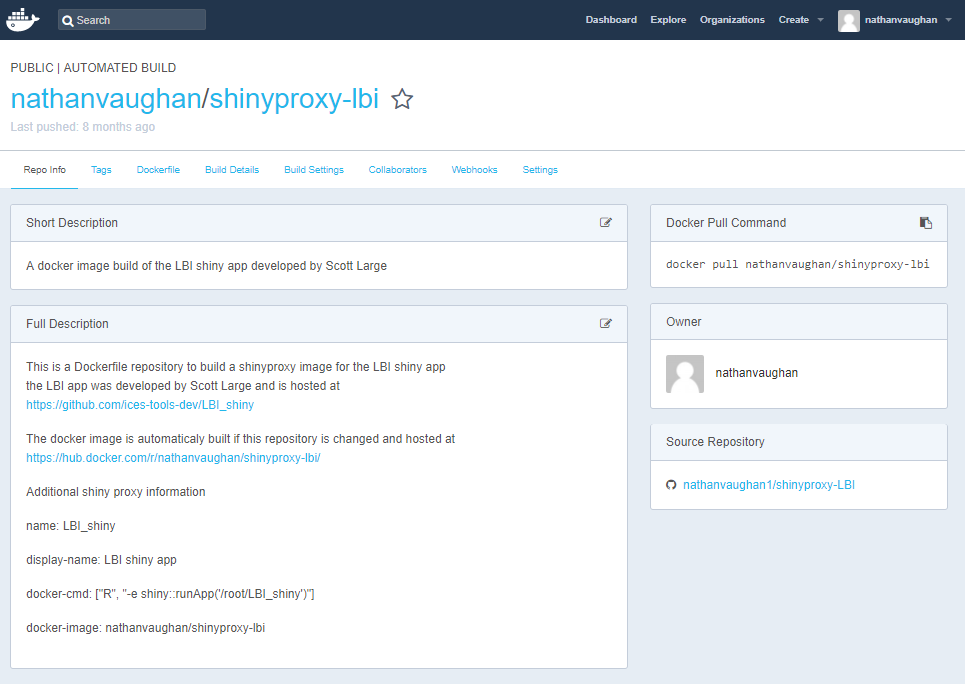 Search
Dashboard Explore Organizations Create nathanvaughan
PUBLIC | AUTOMATED BUILD
nathanvaughan/shinyproxy-lbi
Last pushed: 8 months ago
Repo Info Tags Dockerfile Build Details Build Settings Collaborators Webhooks Settings
Short Description
A docker image build of the LBI shiny app developed by Scott Large
Full Description
This is a Dockerfile repository to build a shinyproxy image for the LBI shiny app
the LBI app was developed by Scott Large and is hosted at
https://github.com/ices-tools-dev/LBI_shiny
The docker image is automaticaly built if this repository is changed and hosted at
https://hub.docker.com/r/nathanvaughan/shinyproxy-lbi/
Additional shiny proxy information
name: LBI_shiny
display-name: LBI shiny app
docker-cmd: ["R", "-e shiny::runApp('/root/LBI_shiny')"]
docker-image: nathanvaughan/shinyproxy-lbi
Docker Pull Command
docker pull nathanvaughan/shinyproxy-lbi
Owner
nathanvaughan
Source Repository
nathanvaughan1/shinyproxy-LBI